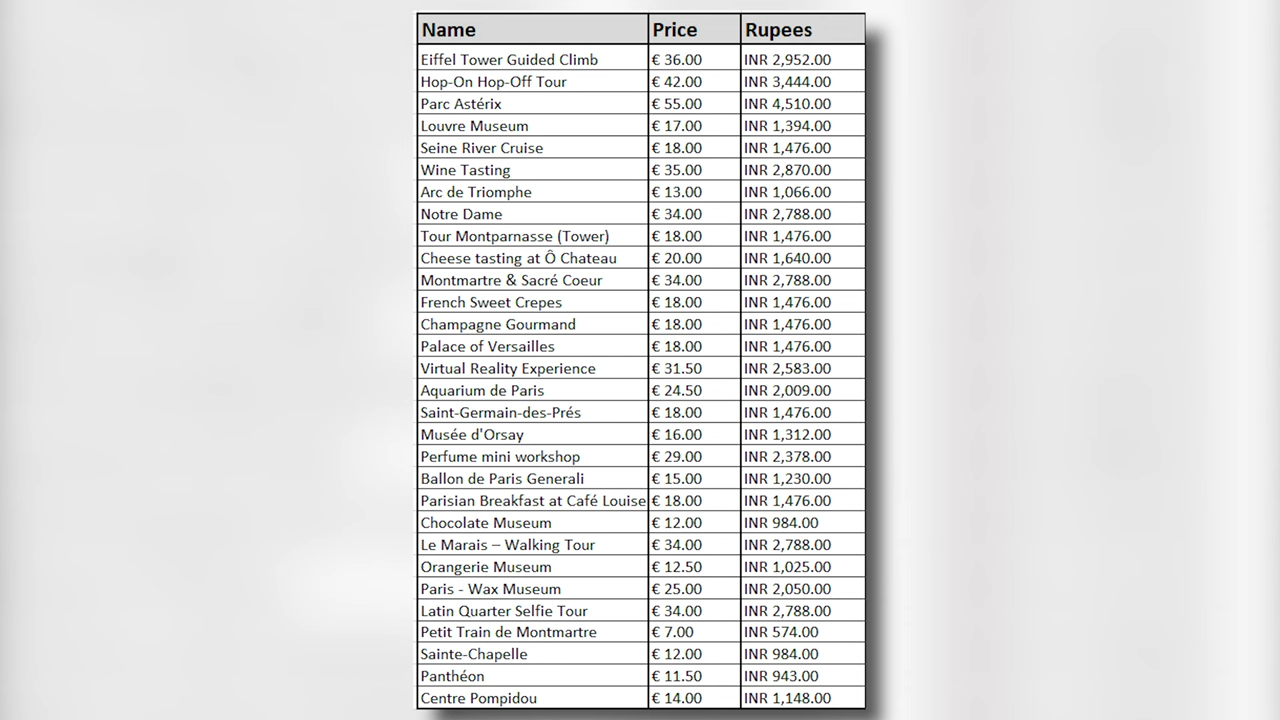 Name Price Rupees
Eiffel Tower Guided Climb € 36.00 INR 2,952.00
Hop-On Hop-Off Tour € 42.00 INR 3,444.00
Parc Astérix € 55.00 INR 4,510.00
Louvre Museum € 17.00 INR 1,394.00
Seine River Cruise € 18.00 INR 1,476.00
Wine Tasting € 35.00 INR 2,870.00
Arc de Triomphe € 13.00 INR 1,066.00
Notre Dame € 34.00 INR 2,788.00
Tour Montparnasse (Tower) € 18.00 INR 1,476.00
Cheese tasting at Ô Chateau € 20.00 INR 1,640.00
Montmartre & Sacré Coeur € 34.00 INR 2,788.00
French Sweet Crepes € 18.00 INR 1,476.00
Champagne Gourmand € 18.00 INR 1,476.00
Palace of Versailles € 18.00 INR 1,476.00
Virtual Reality Experience € 31.50 INR 2,583.00
Aquarium de Paris € 24.50 INR 2,009.00
Saint-Germain-des-Prés € 18.00 INR 1,476.00
Musée d'Orsay € 16.00 INR 1,312.00
Perfume mini workshop € 29.00 INR 2,378.00
Ballon de Paris Generali € 15.00 INR 1,230.00
Parisian Breakfast at Café Louise € 18.00 INR 1,476.00
Chocolate Museum € 12.00 INR 984.00
Le Marais – Walking Tour € 34.00 INR 2,788.00
Orangerie Museum € 12.50 INR 1,025.00
Paris - Wax Museum € 25.00 INR 2,050.00
Latin Quarter Selfie Tour € 34.00 INR 2,788.00
Petit Train de Montmartre € 7.00 INR 574.00
Sainte-Chapelle € 12.00 INR 984.00
Panthéon € 11.50 INR 943.00
Centre Pompidou € 14.00 INR 1,148.00